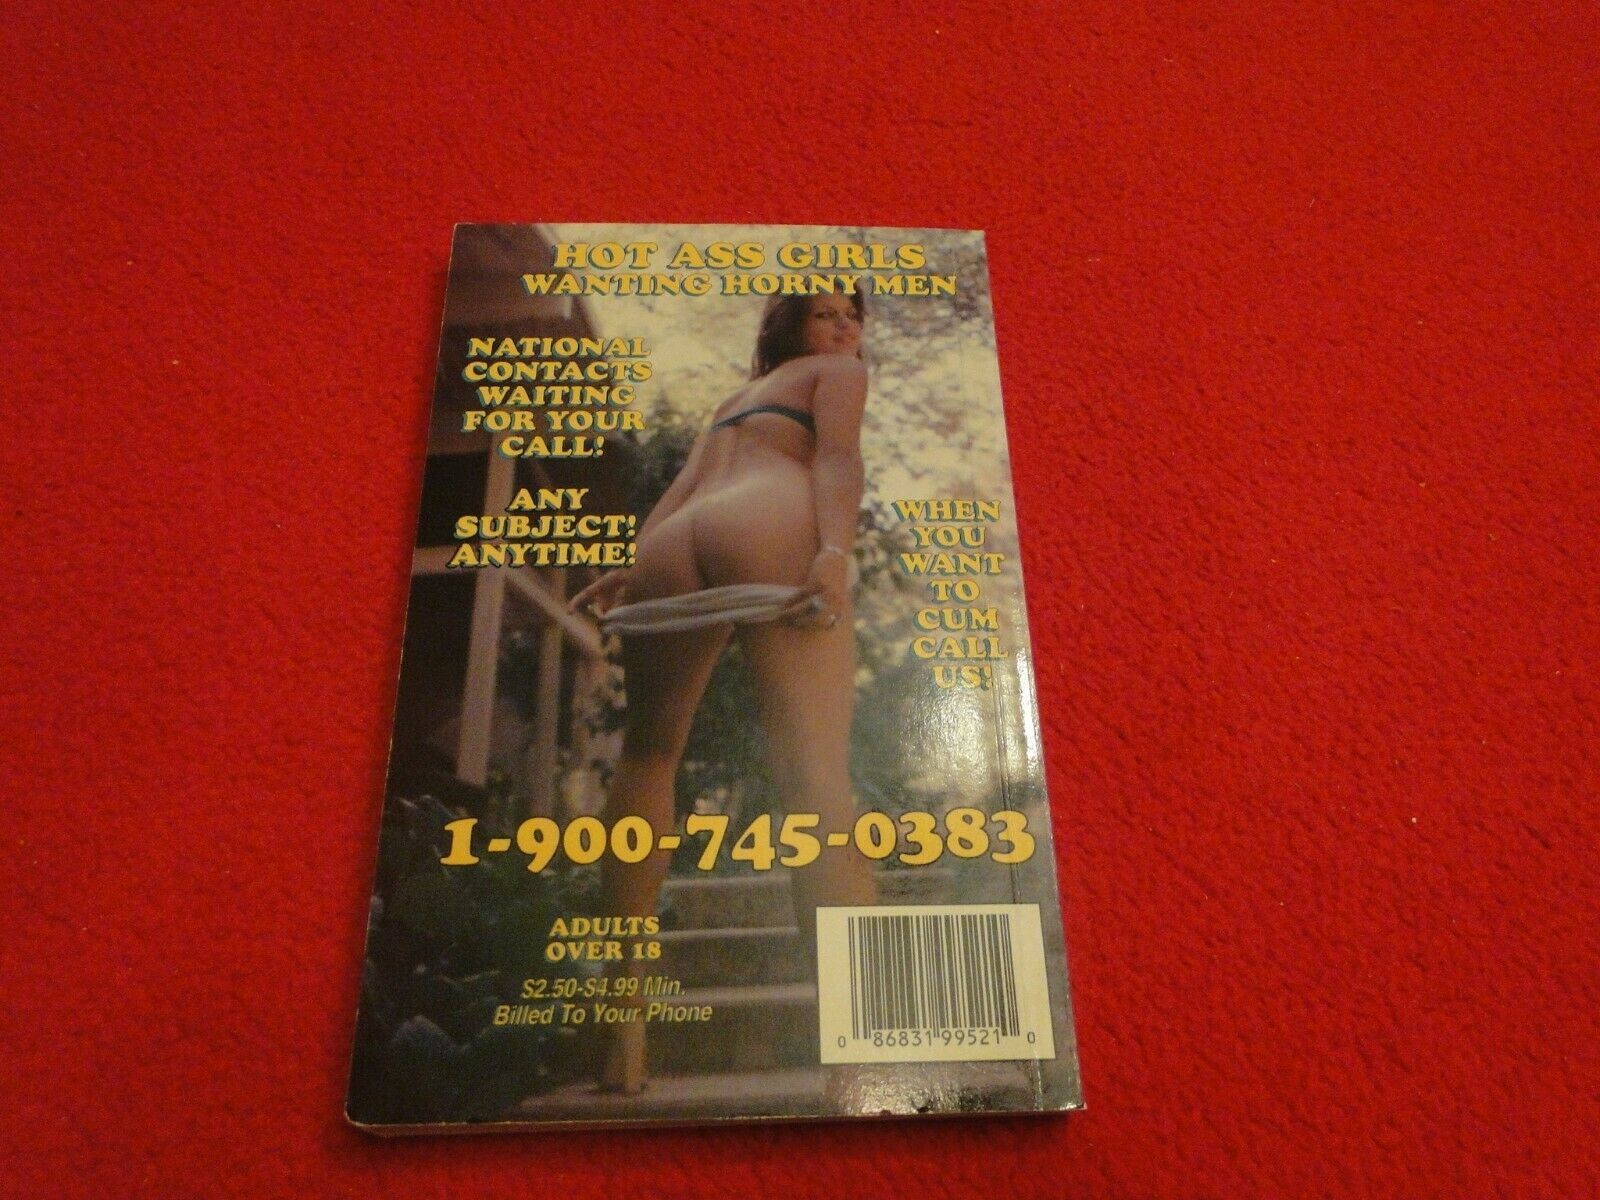 HOT ASS GIRLS
WANTING HORNY MEN
NATIONAL
CONTACTS
WAITING
FOR YOUR
CALL!
ANY
SUBJECT!
ANYTIME!
WHEN
YOU
WANT
TO
CUM
CALL
US!
1-900-745-0383
ADULTS
OVER 18
$2.50-$4.99 Min.
Billed To Your Phone
0 86831 99521 0